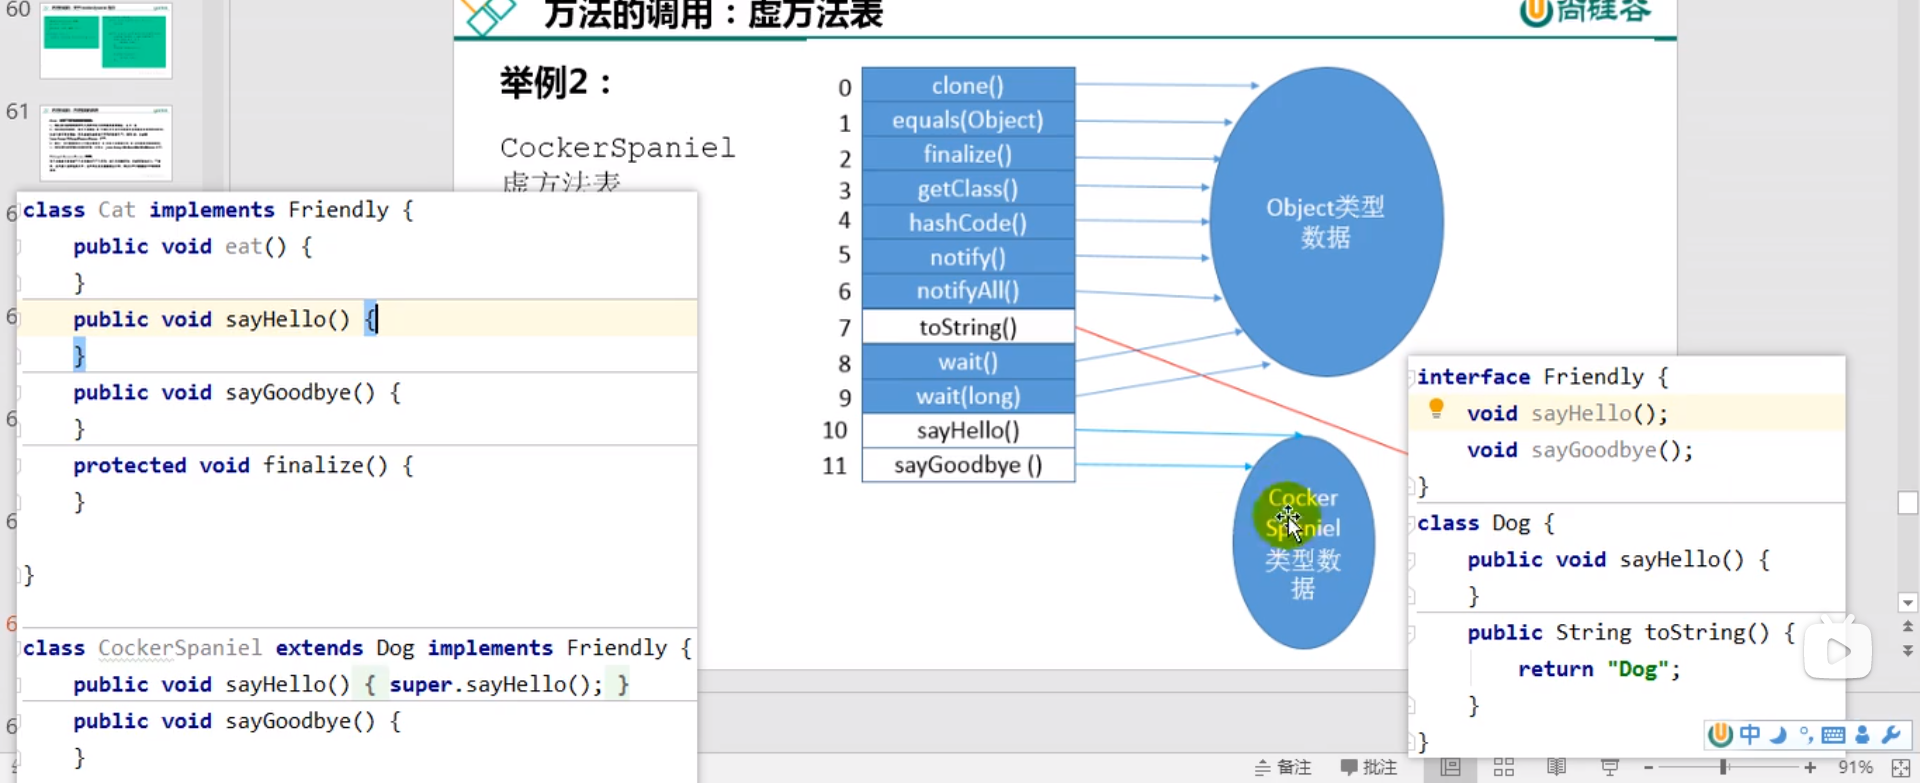 60
61
方法的调用：虚方法表
尚硅谷
举例2：
CockerSpaniel
虚方法表
0 clone()
1 equals(Object)
2 finalize()
3 getClass()
4 hashCode()
5 notify()
6 notifyAll()
7 toString()
8 wait()
9 wait(long)
10 sayHello()
11 sayGoodbye ()
Object类型
数据
Cocker
Spaniel
类型数
据
class Cat implements Friendly {
public void eat() {
}
public void sayHello() {
}
public void sayGoodbye() {
}
protected void finalize() {
}
}
class CockerSpaniel extends Dog implements Friendly {
public void sayHello() { super.sayHello(); }
public void sayGoodbye() {
}
interface Friendly {
void sayHello();
void sayGoodbye();
}
class Dog {
public void sayHello() {
}
public String toString() {
return "Dog";
}
}
中
备注
批注
91%